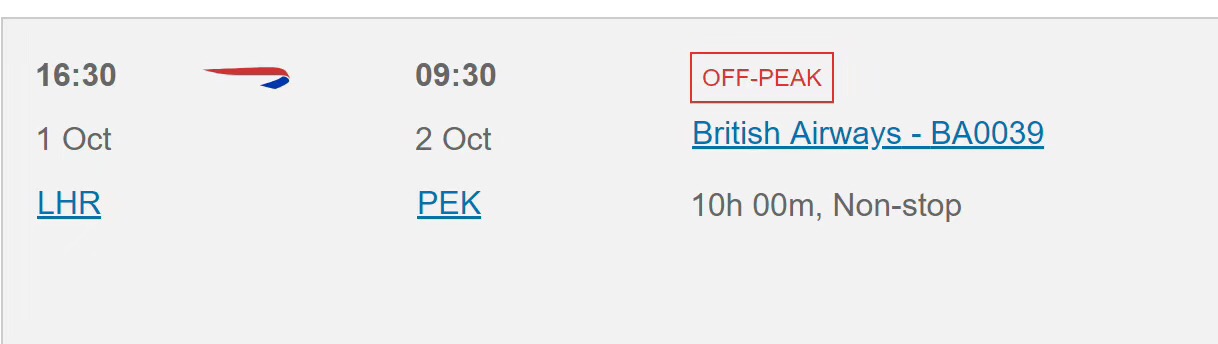 16:30
09:30
OFF-PEAK
1 Oct
2 Oct
British Airways - BA0039
LHR
PEK
10h 00m, Non-stop